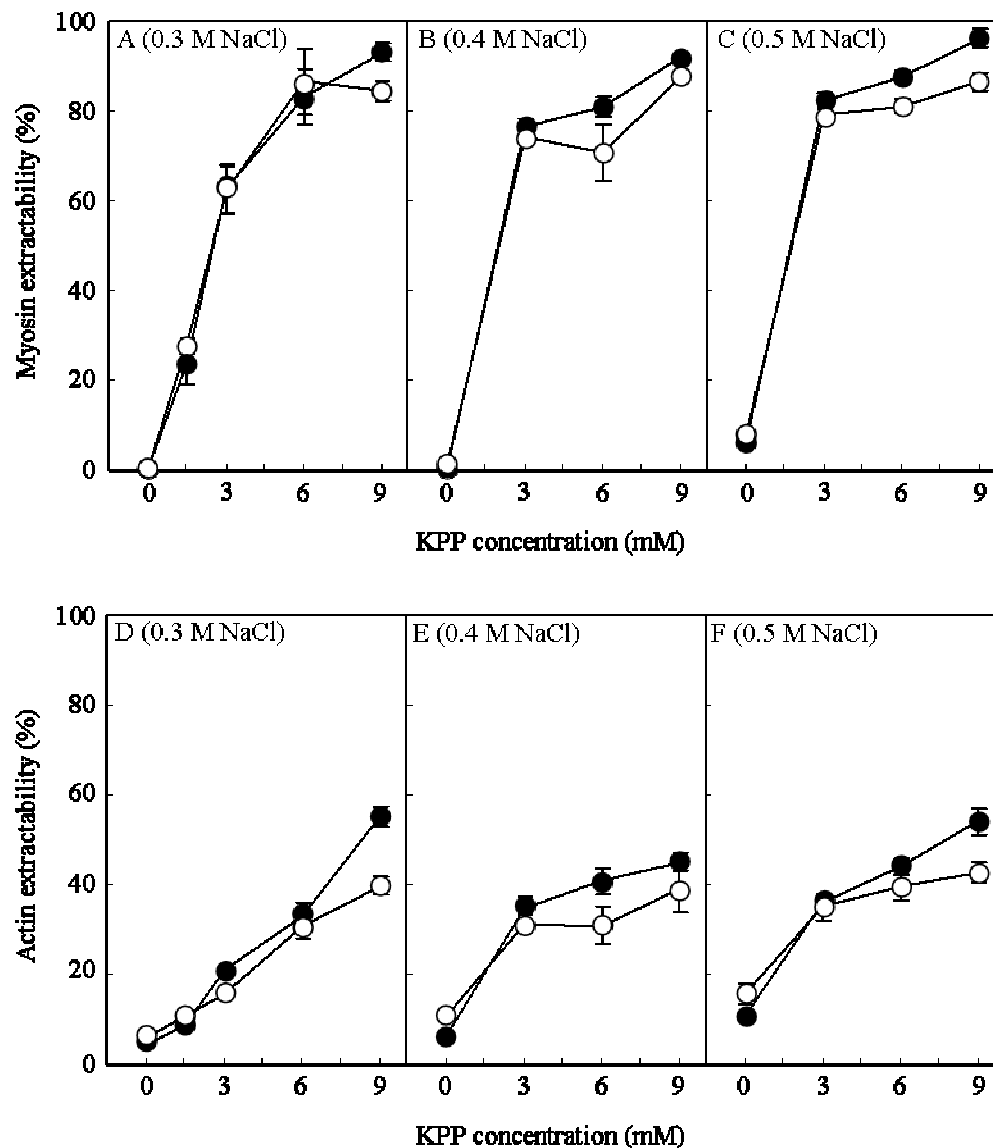 100
80
60
40
20
0
Myosin extractability (%)
A (0.3 M NaCl)
B (0.4 M NaCl)
C (0.5 M NaCl)
0 3 6 9 0 3 6 9 0 3 6 9
KPP concentration (mM)
100
80
60
40
20
0
Actin extractability (%)
D (0.3 M NaCl)
E (0.4 M NaCl)
F (0.5 M NaCl)
0 3 6 9 0 3 6 9 0 3 6 9
KPP concentration (mM)